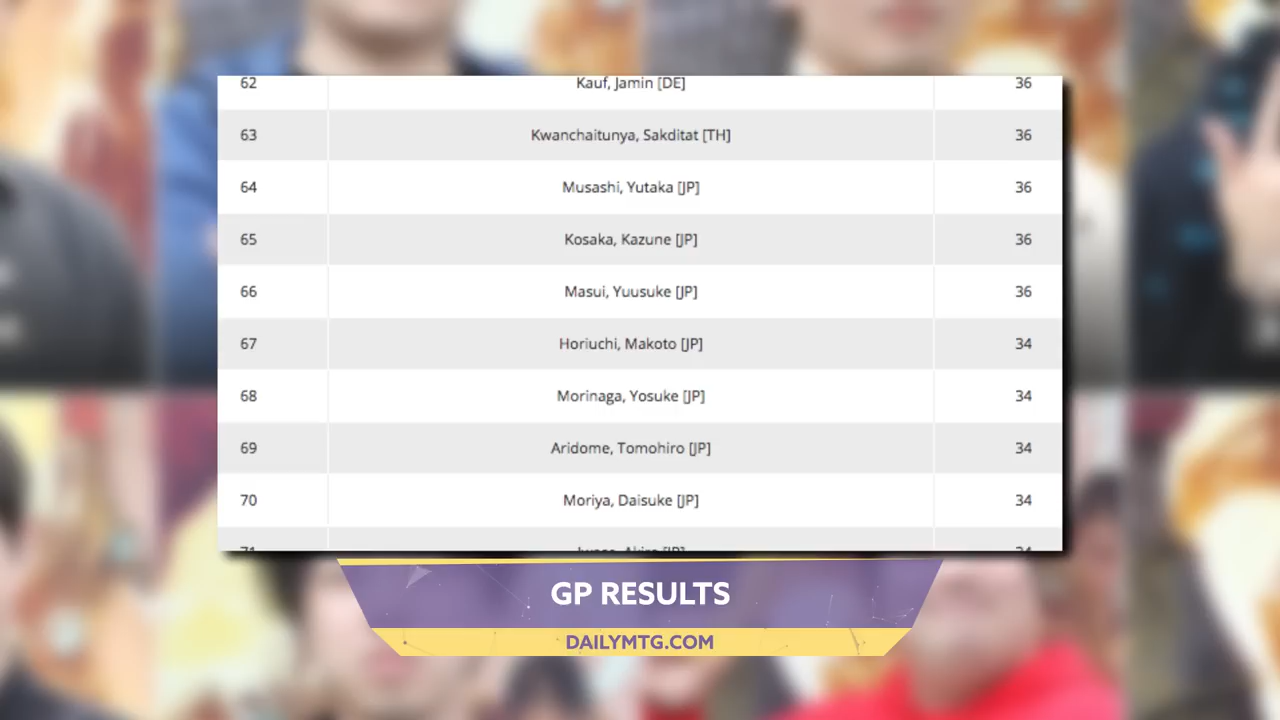 62 Kauf, Jamin [DE] 36
63 Kwanchaitunya, Sakditat [TH] 36
64 Musashi, Yutaka [JP] 36
65 Kosaka, Kazune [JP] 36
66 Masui, Yuusuke [JP] 36
67 Horiuchi, Makoto [JP] 34
68 Morinaga, Yosuke [JP] 34
69 Aridome, Tomohiro [JP] 34
70 Moriya, Daisuke [JP] 34
71 34
GP RESULTS
DAILYMTG.COM